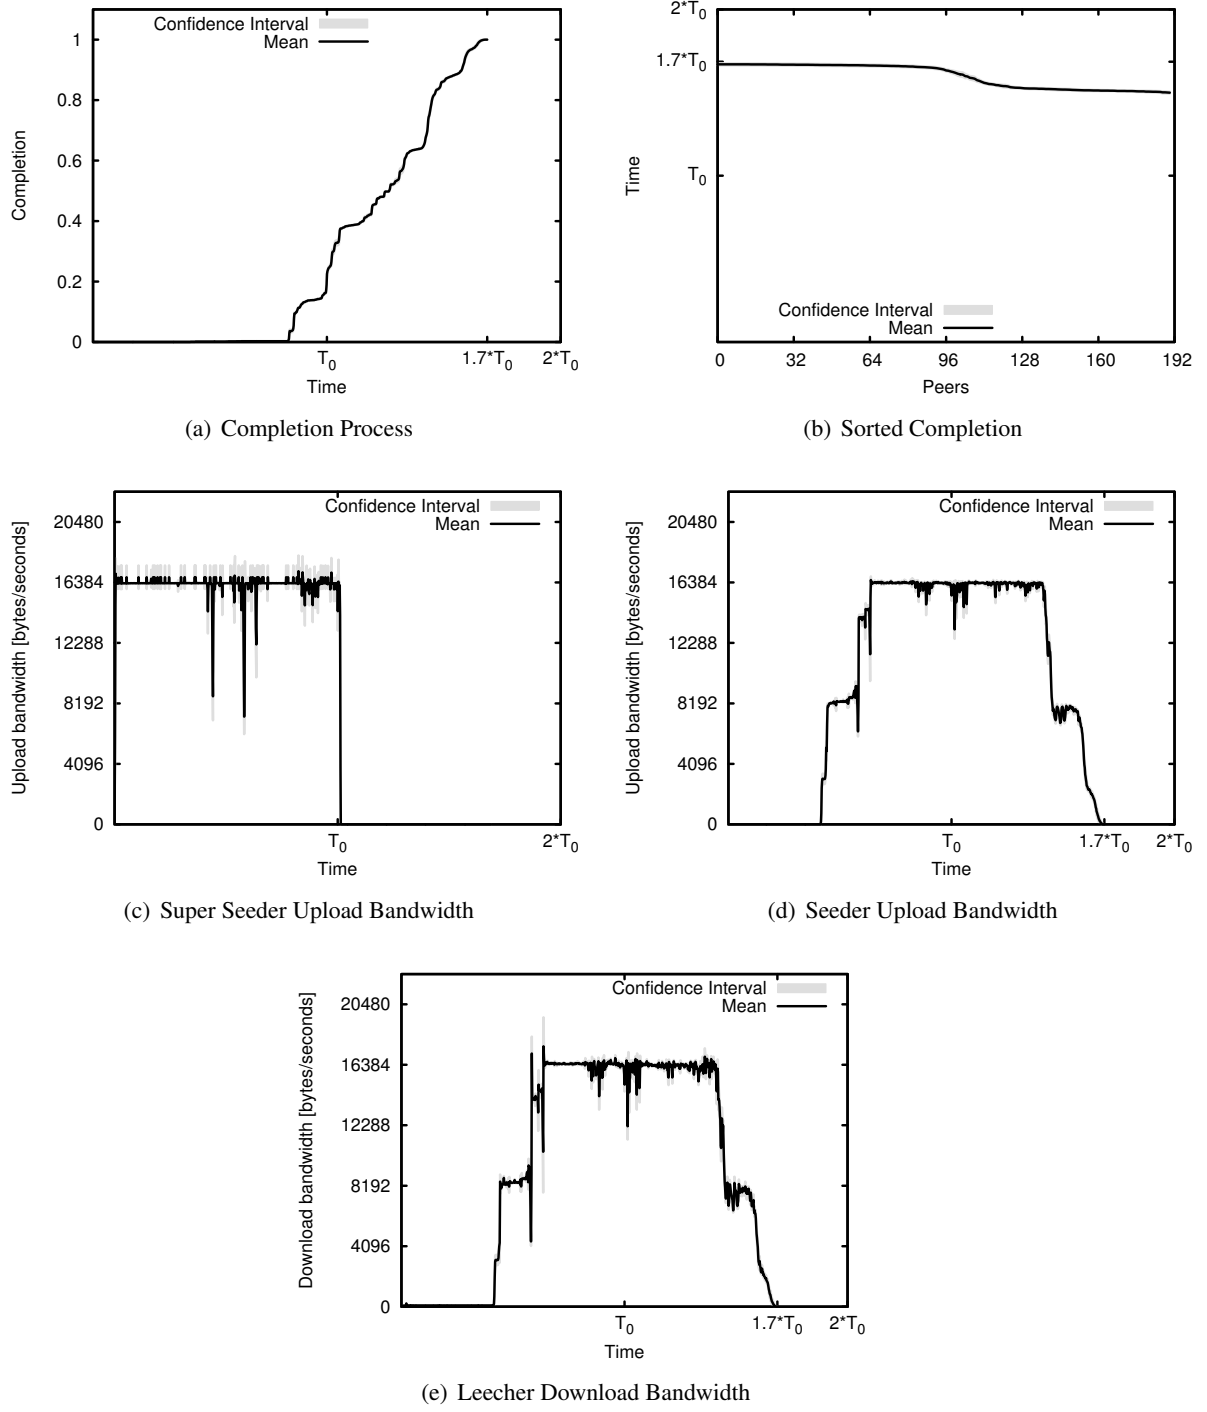 Confidence Interval
Mean
1
0.8
0.6
0.4
0.2
0
Completion
T0 1.7*T0 2*T0
Time
(a) Completion Process
2*T0
1.7*T0
T0
Time
Confidence Interval
Mean
0 32 64 96 128 160 192
Peers
(b) Sorted Completion
Confidence Interval
Mean
20480
16384
12288
8192
4096
0
Upload bandwidth [bytes/seconds]
T0 2*T0
Time
(c) Super Seeder Upload Bandwidth
Confidence Interval
Mean
20480
16384
12288
8192
4096
0
Upload bandwidth [bytes/seconds]
T0 1.7*T0 2*T0
Time
(d) Seeder Upload Bandwidth
Confidence Interval
Mean
20480
16384
12288
8192
4096
0
Download bandwidth [bytes/seconds]
T0 1.7*T0 2*T0
Time
(e) Leecher Download Bandwidth